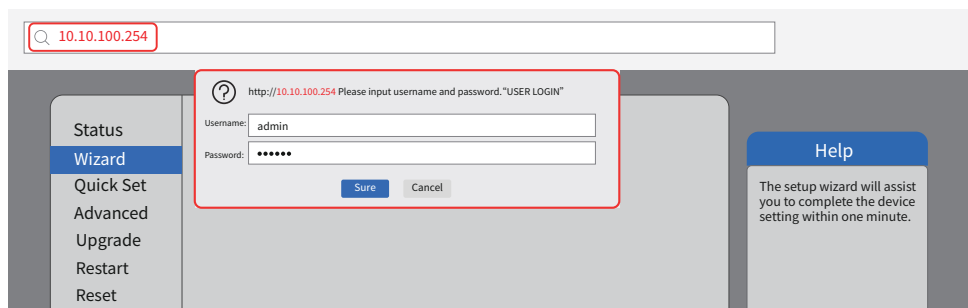 10.10.100.254
http://10.10.100.254 Please input username and password."USER LOGIN"
Username: admin
Password: ••••••
Sure Cancel
Status
Wizard
Quick Set
Advanced
Upgrade
Restart
Reset
Help
The setup wizard will assist
you to complete the device
setting within one minute.